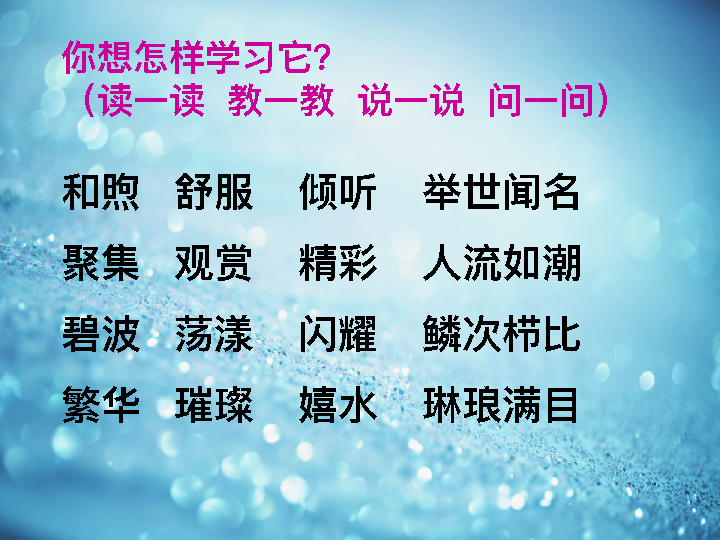 你想怎样学习它?
（读一读 教一教 说一说 问一问）
和煦 舒服 倾听 举世闻名
聚集 观赏 精彩 人流如潮
碧波 荡漾 闪耀 鳞次栉比
繁华 璀璨 嬉水 琳琅满目